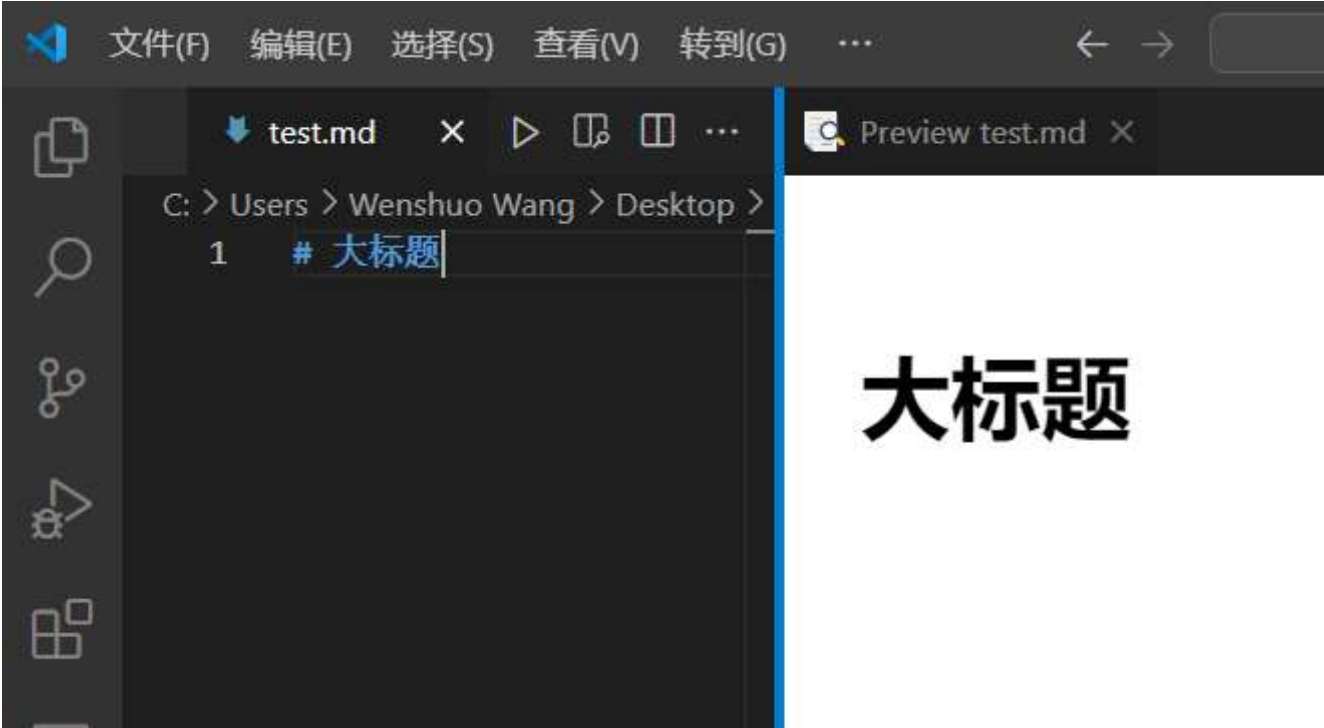 文件(F) 编辑(E) 选择(S) 查看(V) 转到(G) ···
test.md
Preview test.md
C: > Users > Wenshuo Wang > Desktop >
1 # 大标题
大标题